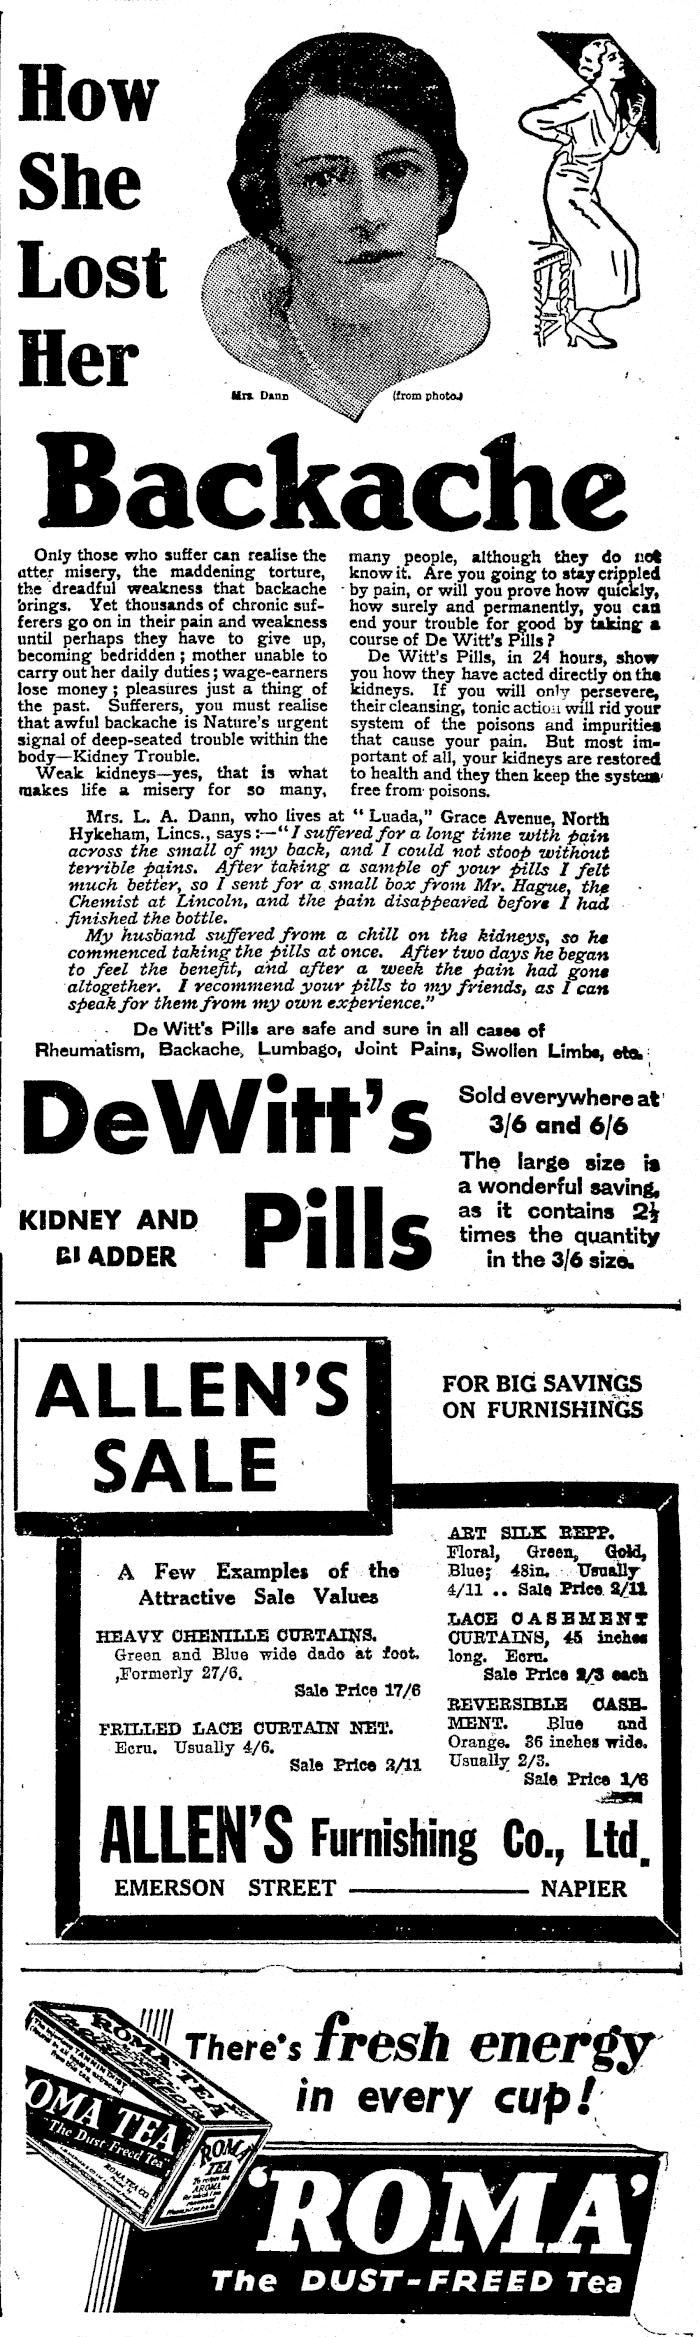 How
She
Lost
Her
Mrs. Dann (from photo.)
Backache
Only those who suffer can realise the
utter misery, the maddening torture,
the dreadful weakness that backache
brings. Yet thousands of chronic suf-
ferers go on in their pain and weakness
until perhaps they have to give up,
becoming bedridden; mother unable to
carry out her daily duties; wage-earners
lose money; pleasures just a thing of
the past. Sufferers, you must realise
that awful backache is Nature's urgent
signal of deep-seated trouble within the
body—Kidney Trouble.
Weak kidneys—yes, that is what
makes life a misery for so many,
many people, although they do not
know it. Are you going to stay crippled
by pain, or will you prove how quickly,
how surely and permanently, you can
end your trouble for good by taking a
course of De Witt's Pills?
De Witt's Pills, in 24 hours, show
you how they have acted directly on the
kidneys. If you will only persevere,
their cleansing, tonic action will rid your
system of the poisons and impurities
that cause your pain. But most im-
portant of all, your kidneys are restored
to health and they then keep the system
free from poisons.
Mrs. L. A. Dann, who lives at "Luada," Grace Avenue, North
Hykeham, Lincs., says:—"I suffered for a long time with pain
across the small of my back, and I could not stoop without
terrible pains. After taking a sample of your pills I felt
much better, so I sent for a small box from Mr. Hague, the
Chemist at Lincoln, and the pain disappeared before I had
finished the bottle.
My husband suffered from a chill on the kidneys, so he
commenced taking the pills at once. After two days he began
to feel the benefit, and after a week the pain had gone
altogether. I recommend your pills to my friends, as I can
speak for them from my own experience."
De Witt's Pills are safe and sure in all cases of
Rheumatism, Backache, Lumbago, Joint Pains, Swollen Limbs, etc.
DeWitt's
KIDNEY AND
BLADDER
Pills
Sold everywhere at
3/6 and 6/6
The large size is
a wonderful saving,
as it contains 2½
times the quantity
in the 3/6 size.
ALLEN'S
SALE
FOR BIG SAVINGS
ON FURNISHINGS
A Few Examples of the
Attractive Sale Values
HEAVY CHENILLE CURTAINS.
Green and Blue wide dado at foot.
Formerly 27/6.
Sale Price 17/6
FRILLED LACE CURTAIN NET.
Ecru. Usually 4/6.
Sale Price 2/11
ART SILK REPP.
Floral, Green, Gold,
Blue; 48in. Usually
4/11 .. Sale Price 2/11
LACE CASEMENT
CURTAINS, 45 inches
long. Ecru.
Sale Price 2/3 each
REVERSIBLE CASE-
MENT. Blue and
Orange. 36 inches wide.
Usually 2/3.
Sale Price 1/6
ALLEN'S Furnishing Co., Ltd.
EMERSON STREET — NAPIER
There's fresh energy
in every cup!
ROMA TEA
OMA TEA
The Dust Freed Tea
ROMA TEA CO
ROMA
TEA
AROMA
'ROMA'
The DUST-FREED Tea